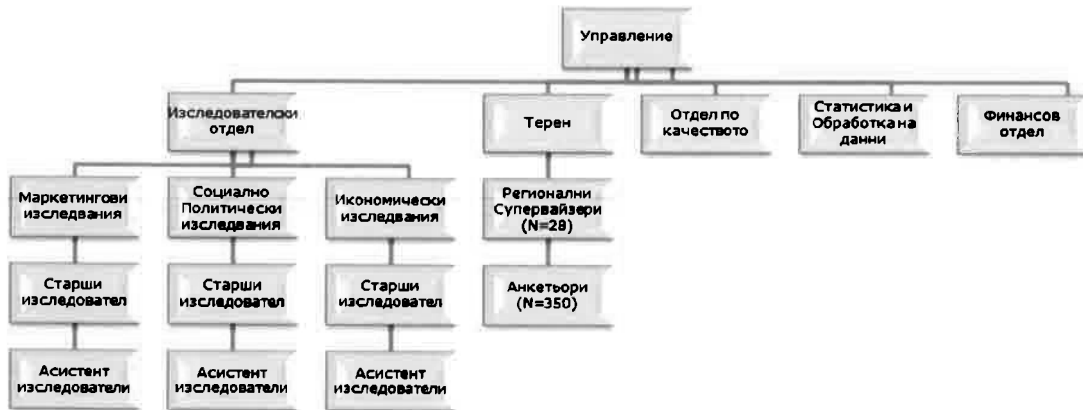 Управление
Изследователски
отдел
Терен
Отдел по
качеството
Статистика и
Обработка на
данни
Финансов
отдел
Маркетингови
изследвания
Социално
Политически
изследвания
Икономически
изследвания
Регионални
Супервайзери
(N=28)
Старши
изследовател
Старши
изследовател
Старши
изследовател
Анкетьори
(N=350)
Асистент
изследователи
Асистент
изследователи
Асистент
изследователи